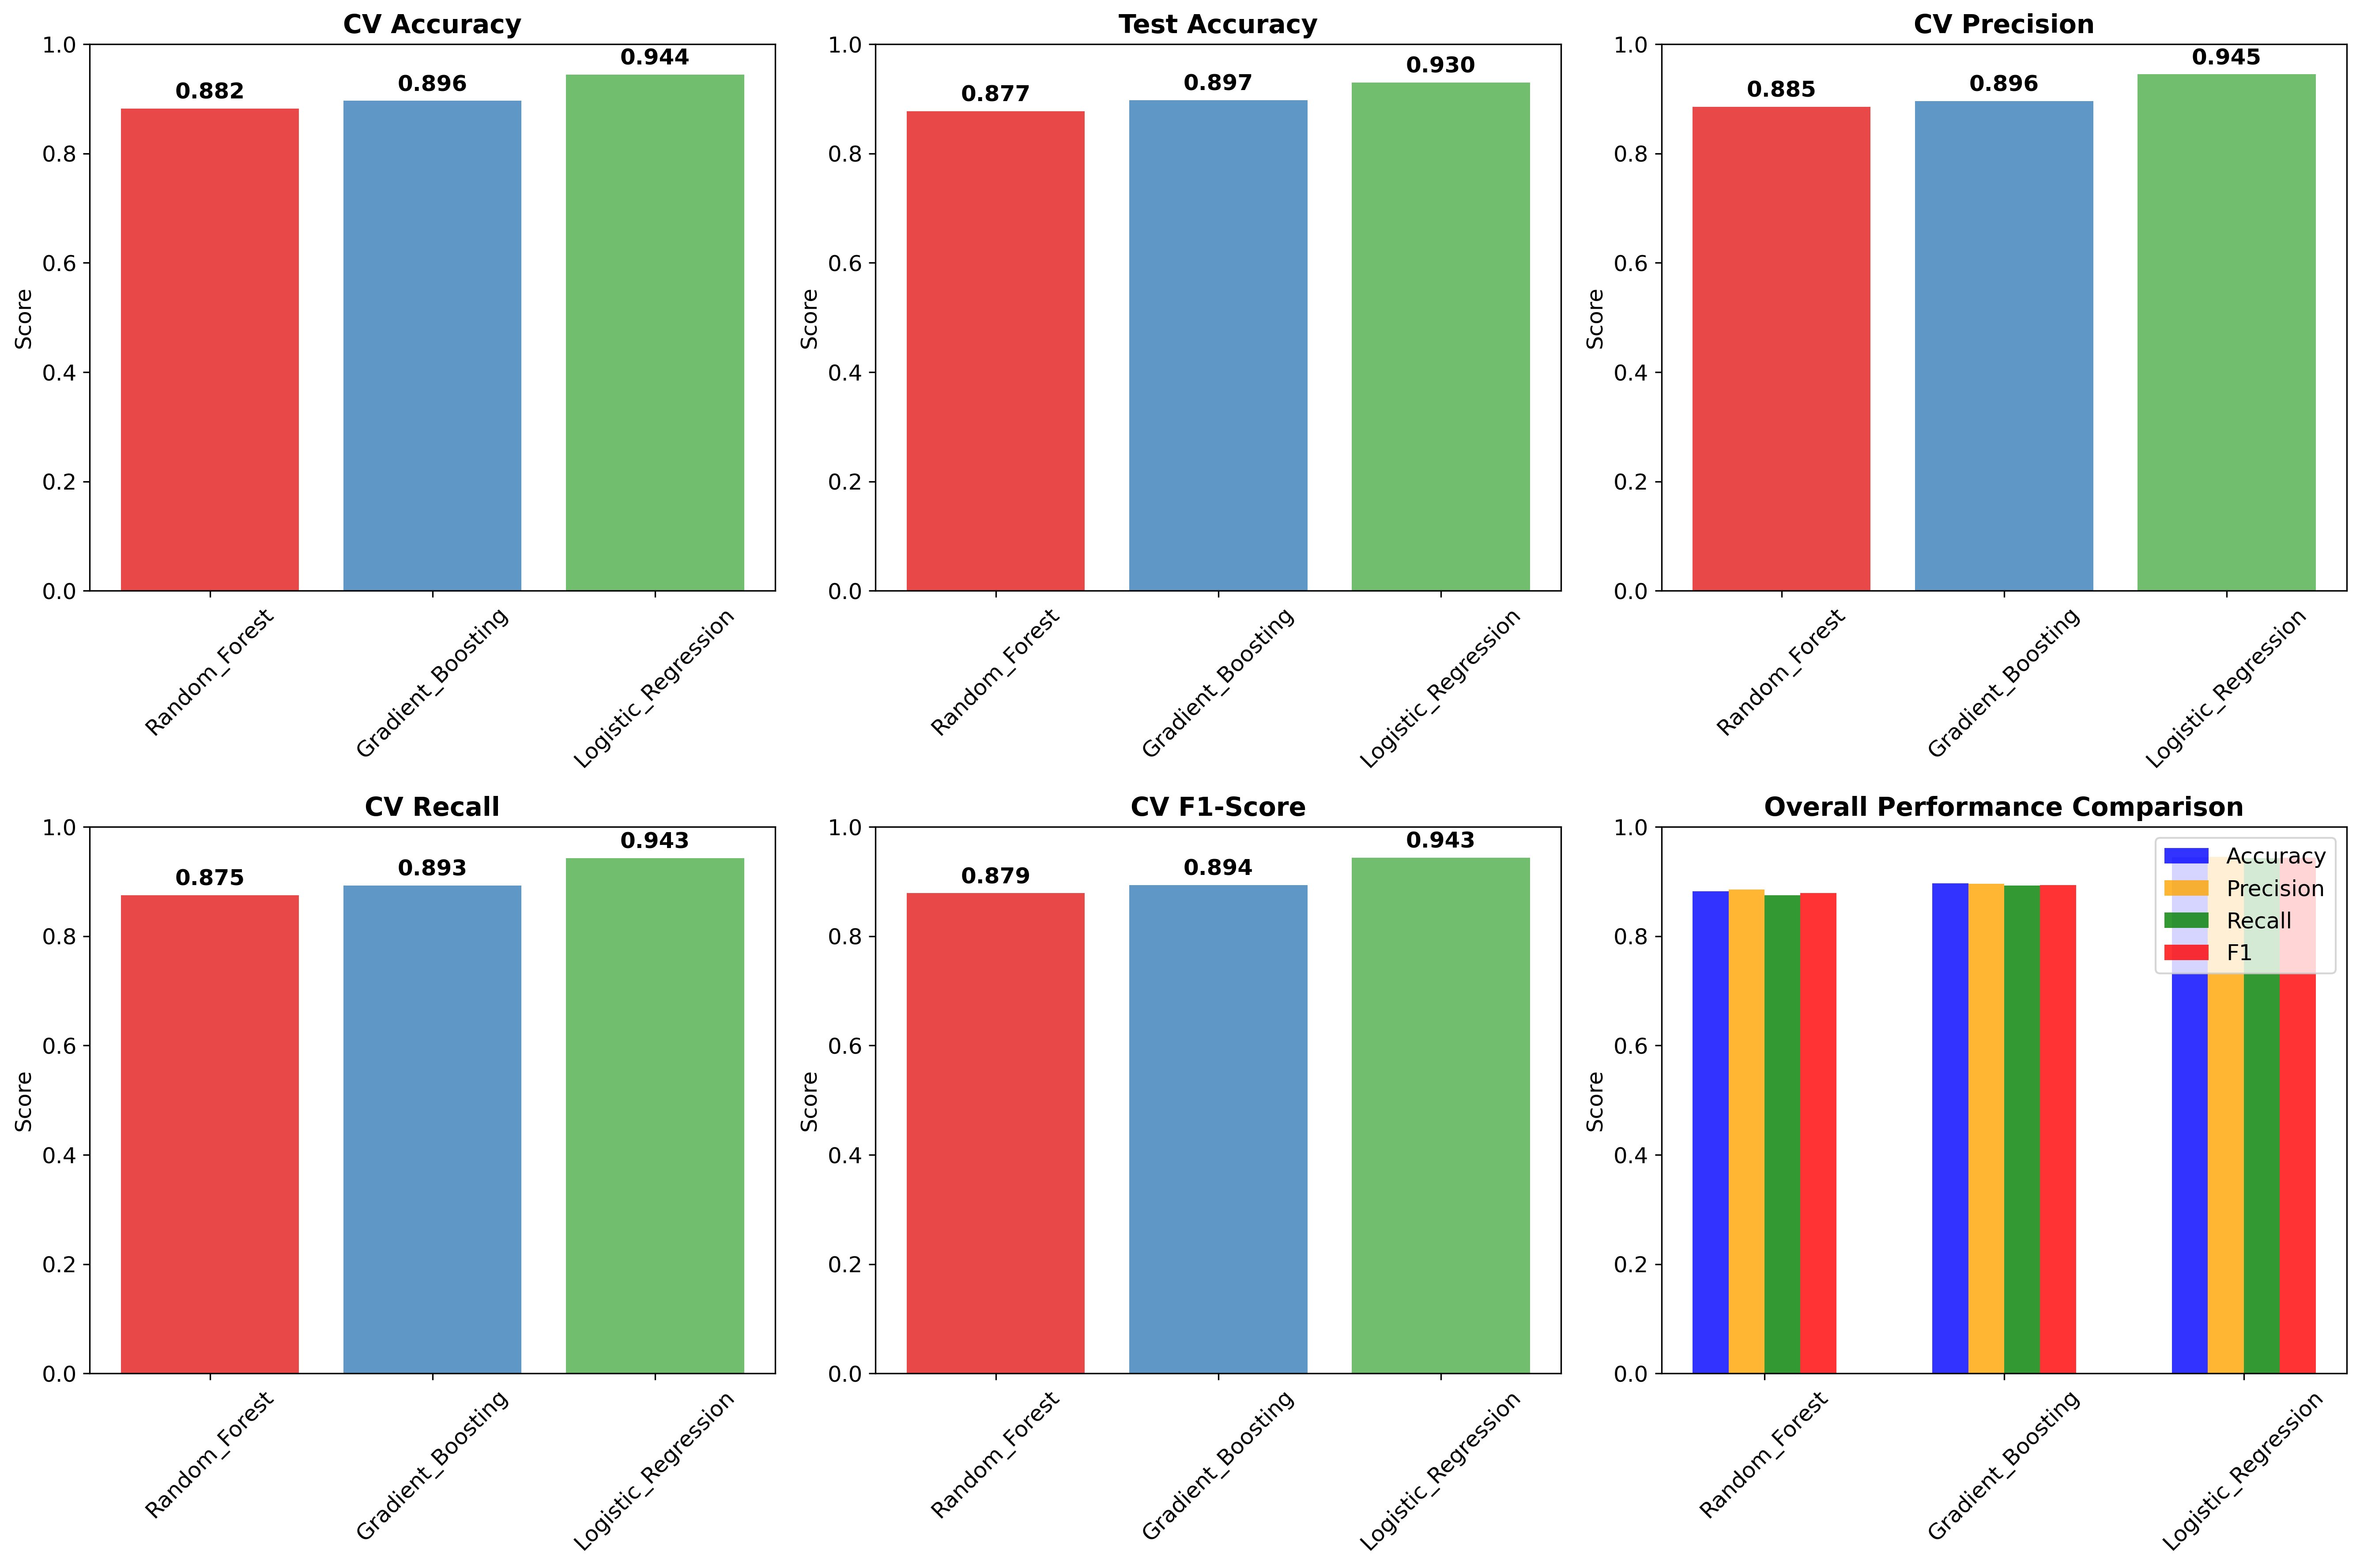 CV Accuracy
Score
1.0
0.8
0.6
0.4
0.2
0.0
0.882
0.896
0.944
Random_Forest
Gradient_Boosting
Logistic_Regression
Test Accuracy
Score
1.0
0.8
0.6
0.4
0.2
0.0
0.877
0.897
0.930
Random_Forest
Gradient_Boosting
Logistic_Regression
CV Precision
Score
1.0
0.8
0.6
0.4
0.2
0.0
0.885
0.896
0.945
Random_Forest
Gradient_Boosting
Logistic_Regression
CV Recall
Score
1.0
0.8
0.6
0.4
0.2
0.0
0.875
0.893
0.943
Random_Forest
Gradient_Boosting
Logistic_Regression
CV F1-Score
Score
1.0
0.8
0.6
0.4
0.2
0.0
0.879
0.894
0.943
Random_Forest
Gradient_Boosting
Logistic_Regression
Overall Performance Comparison
Score
1.0
0.8
0.6
0.4
0.2
0.0
Accuracy
Precision
Recall
F1
Random_Forest
Gradient_Boosting
Logistic_Regression